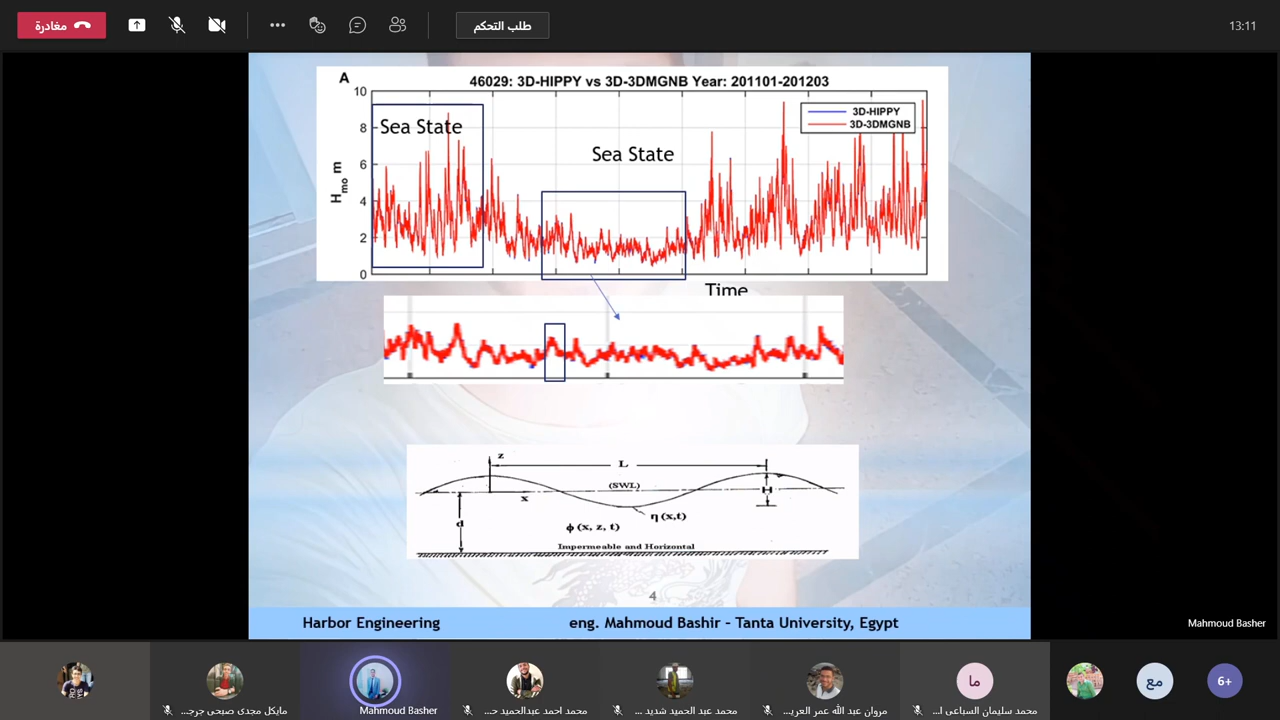 مغادرة
طلب التحكم
13:11
A
46029: 3D-HIPPY vs 3D-3DMGNB Year: 201101-201203
10
8
6
4
2
0
Hmo m
3D-HIPPY
3D-3DMGNB
Sea State
Sea State
Time
z
L
(SWL)
H
x
η (x,t)
d
ϕ (x, z, t)
Impermeable and Horizontal
4
Harbor Engineering
eng. Mahmoud Bashir – Tanta University, Egypt
Mahmoud Basher
مايكل مجدى صبحى جرج...
Mahmoud Basher
محمد احمد عبدالحميد ح...
محمد عبد الحميد شديد ...
مروان عبد الله عمر العري...
ما
محمد سليمان السباعى ا...
مع
+6